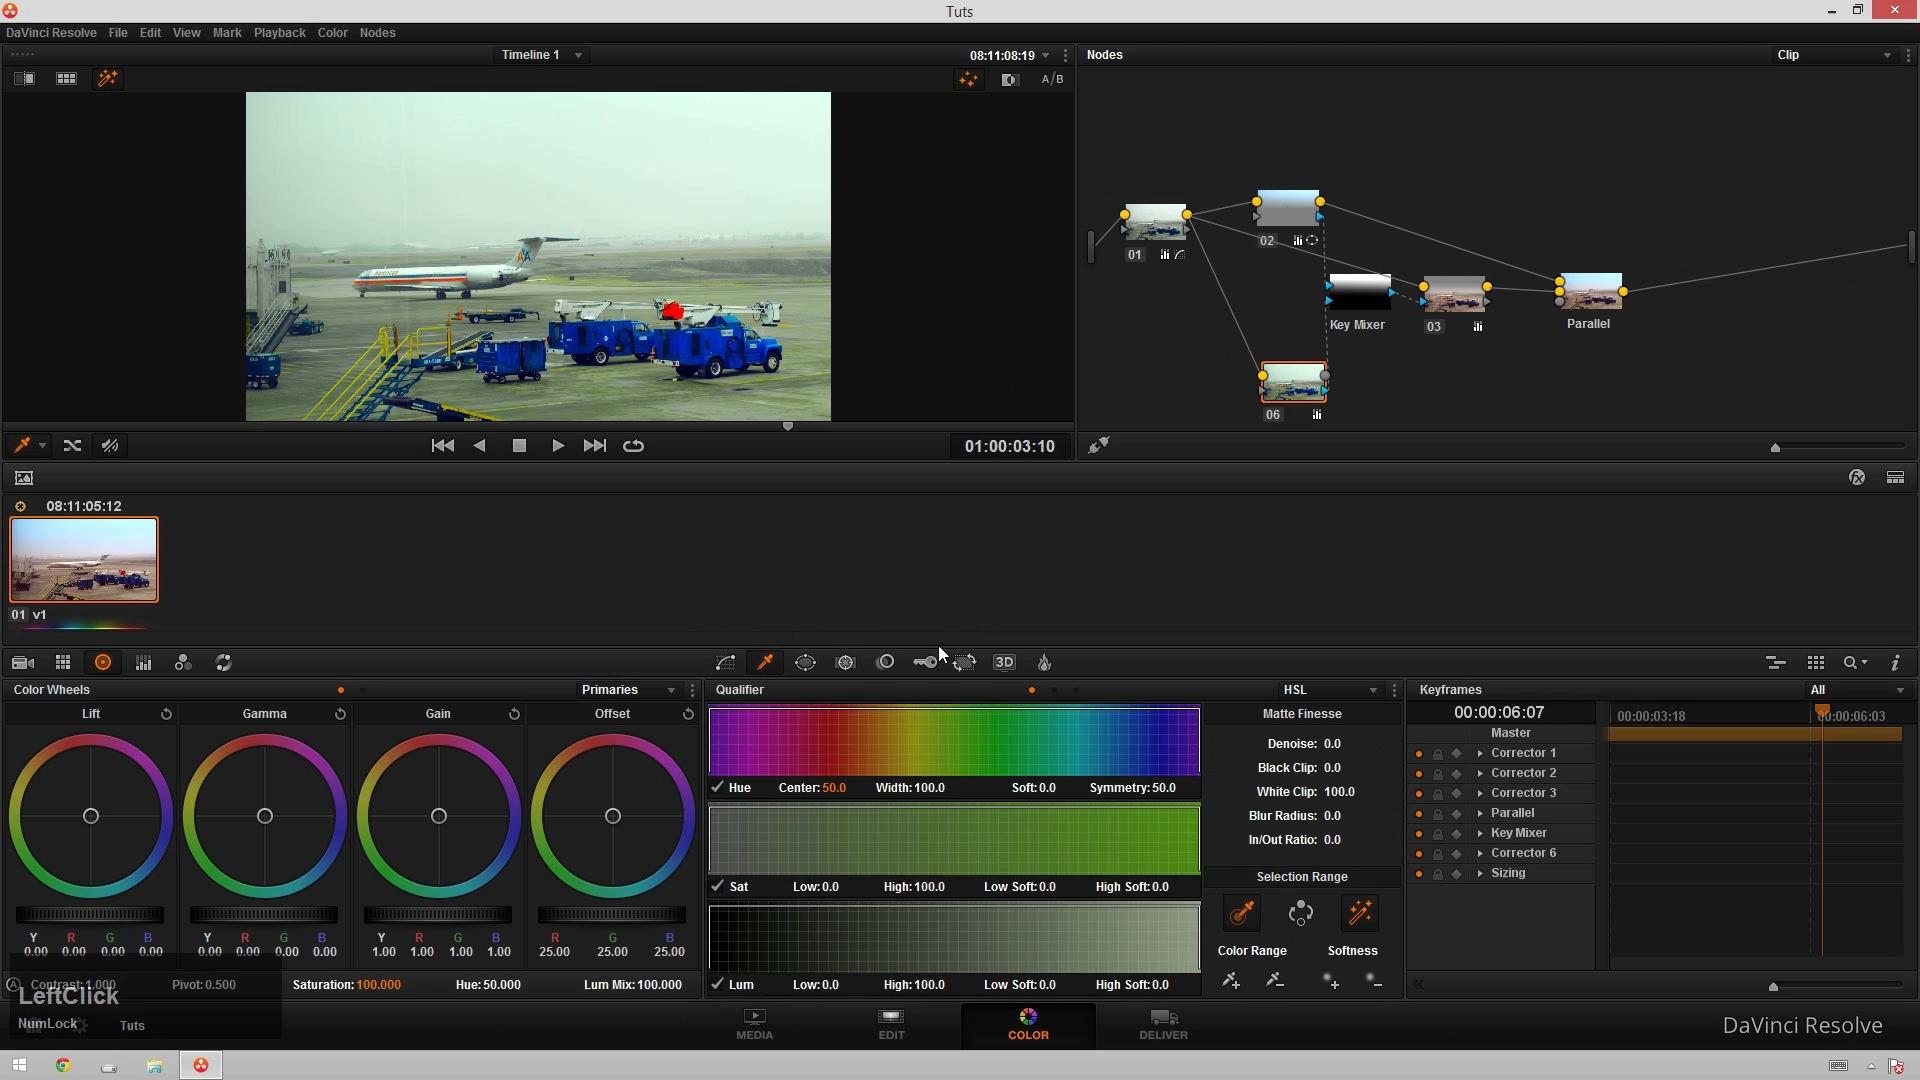 Tuts
DaVinci Resolve File Edit View Mark Playback Color Nodes
Timeline 1 08:11:08:19 Nodes Clip
A/B
American
AA
01 02
Key Mixer 03 Parallel
06
01:00:03:10
fx
08:11:05:12
01 v1
3D
Color Wheels Primaries Qualifier HSL Keyframes All
Lift Gamma Gain Offset Matte Finesse 00:00:06:07 00:00:03:18 00:00:06:03
Master
Denoise: 0.0 Corrector 1
Black Clip: 0.0 Corrector 2
Hue Center: 50.0 Width: 100.0 Soft: 0.0 Symmetry: 50.0 White Clip: 100.0 Corrector 3
Blur Radius: 0.0 Parallel
In/Out Ratio: 0.0 Key Mixer
Corrector 6
Selection Range Sizing
Sat Low: 0.0 High: 100.0 Low Soft: 0.0 High Soft: 0.0
Y R G B Y R G B Y R G B R G B
0.00 0.00 0.00 0.00 0.00 0.00 0.00 0.00 1.00 1.00 1.00 1.00 25.00 25.00 25.00 Color Range Softness
A Contrast: 1.000 Pivot: 0.500 Saturation: 100.000 Hue: 50.000 Lum Mix: 100.000 Lum Low: 0.0 High: 100.0 Low Soft: 0.0 High Soft: 0.0
LeftClick
NumLock Tuts MEDIA EDIT COLOR DELIVER DaVinci Resolve